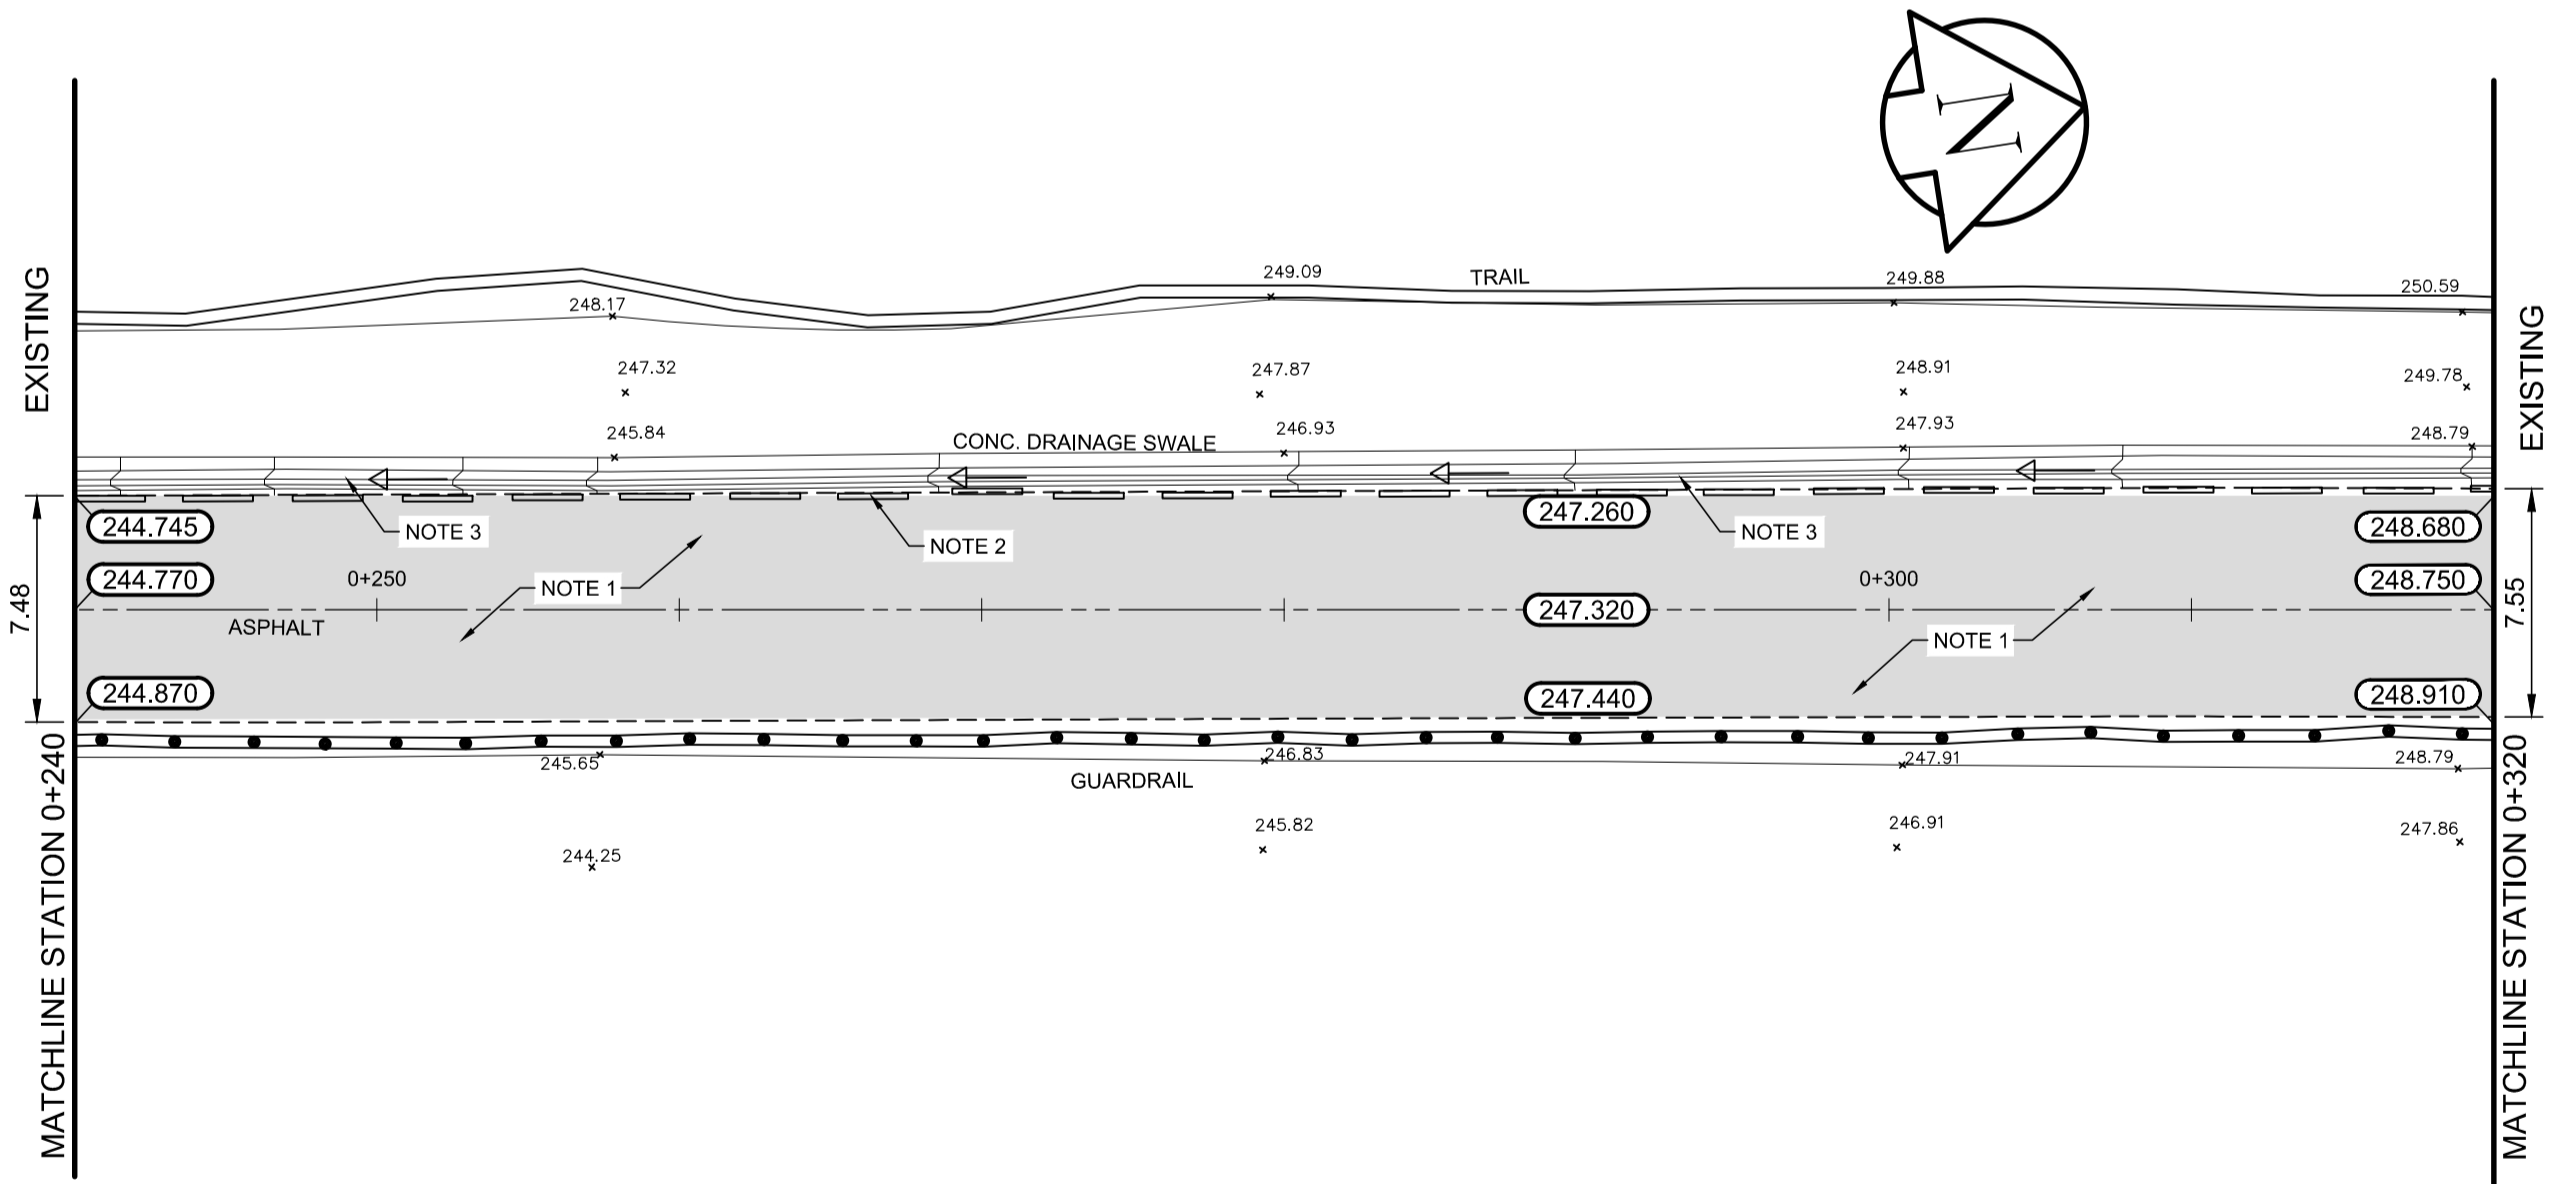 N
249.09
TRAIL
249.88
250.59
248.17
247.32
247.87
248.91
249.78
EXISTING
EXISTING
245.84
CONC. DRAINAGE SWALE
246.93
247.93
248.79
244.745
NOTE 3
NOTE 2
247.260
NOTE 3
248.680
244.770
0+250
NOTE 1
0+300
248.750
7.48
7.55
ASPHALT
247.320
NOTE 1
244.870
247.440
248.910
245.65
246.83
247.91
248.79
GUARDRAIL
245.82
246.91
247.86
244.25
MATCHLINE STATION 0+240
MATCHLINE STATION 0+320